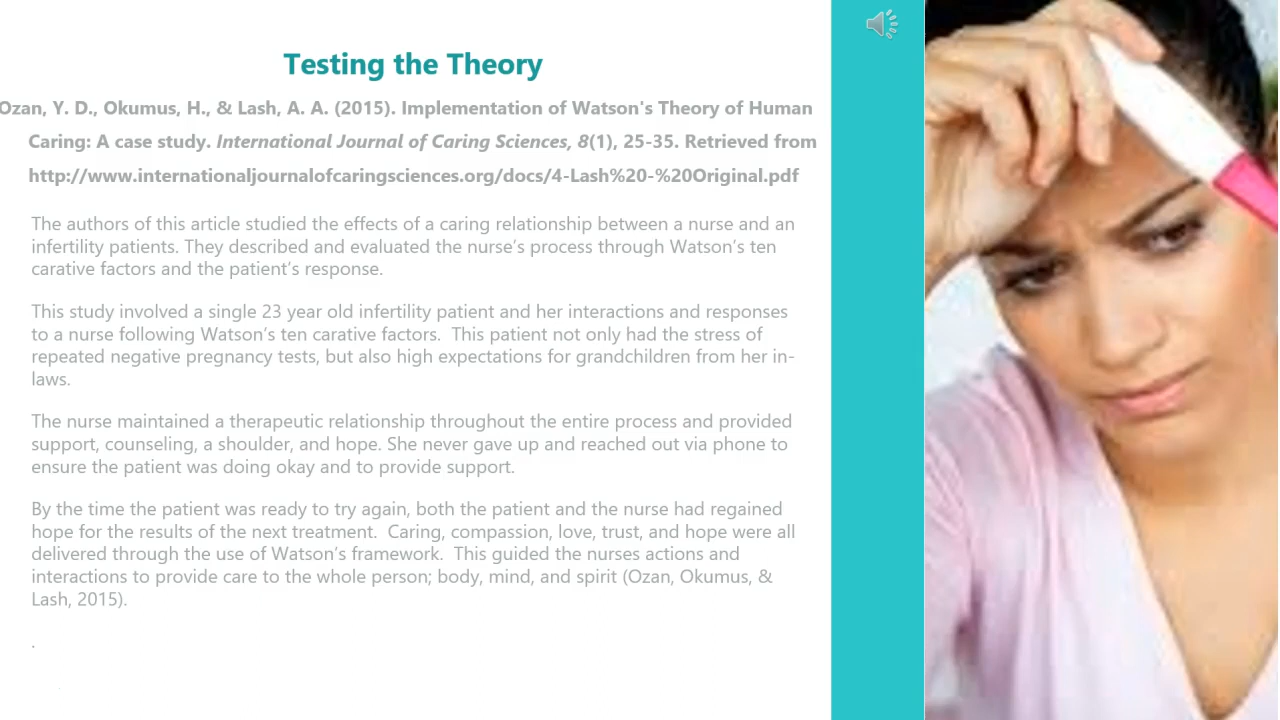 Testing the Theory
Ozan, Y. D., Okumus, H., & Lash, A. A. (2015). Implementation of Watson's Theory of Human
Caring: A case study. International Journal of Caring Sciences, 8(1), 25-35. Retrieved from
http://www.internationaljournalofcaringsciences.org/docs/4-Lash%20-%20Original.pdf
The authors of this article studied the effects of a caring relationship between a nurse and an
infertility patients. They described and evaluated the nurse’s process through Watson’s ten
carative factors and the patient’s response.
This study involved a single 23 year old infertility patient and her interactions and responses
to a nurse following Watson’s ten carative factors.  This patient not only had the stress of
repeated negative pregnancy tests, but also high expectations for grandchildren from her in-
laws.
The nurse maintained a therapeutic relationship throughout the entire process and provided
support, counseling, a shoulder, and hope. She never gave up and reached out via phone to
ensure the patient was doing okay and to provide support.
By the time the patient was ready to try again, both the patient and the nurse had regained
hope for the results of the next treatment.  Caring, compassion, love, trust, and hope were all
delivered through the use of Watson’s framework.  This guided the nurses actions and
interactions to provide care to the whole person; body, mind, and spirit (Ozan, Okumus, &
Lash, 2015).
.